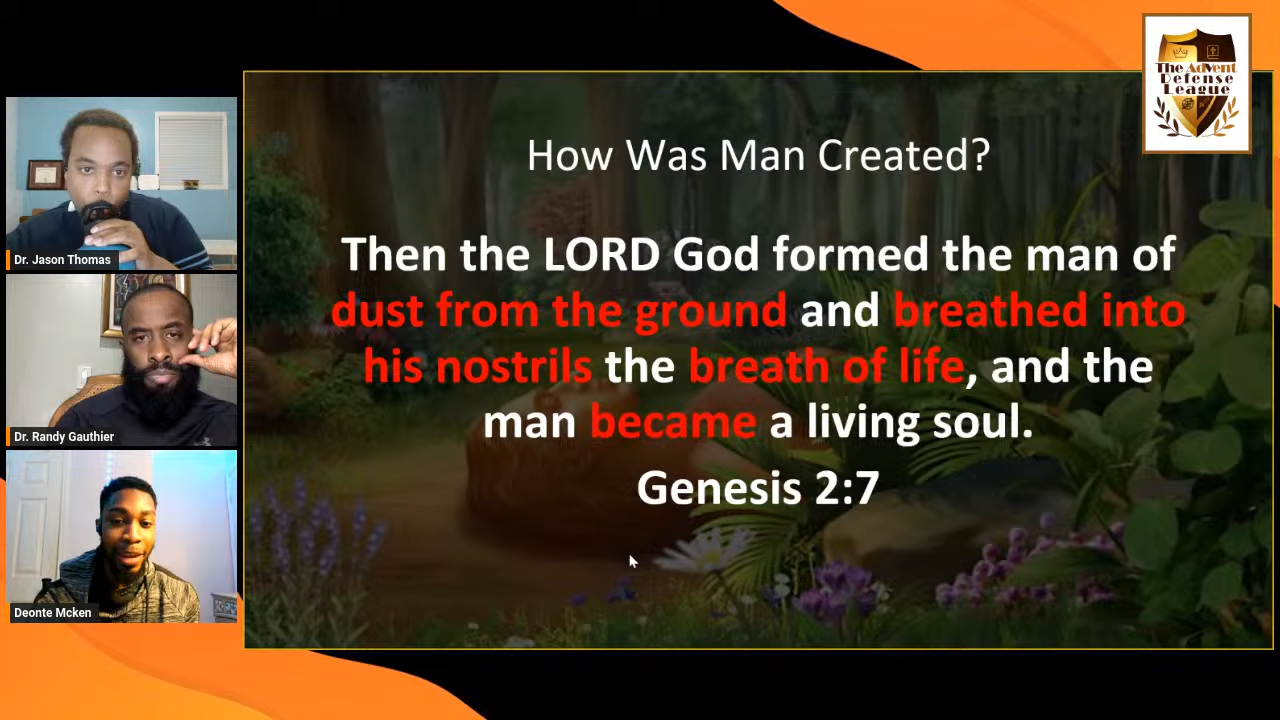 The Advent
Defense
League
How Was Man Created?
Then the LORD God formed the man of
dust from the ground and breathed into
his nostrils the breath of life, and the
man became a living soul.
Genesis 2:7
Dr. Jason Thomas
Dr. Randy Gauthier
Deonte Mcken